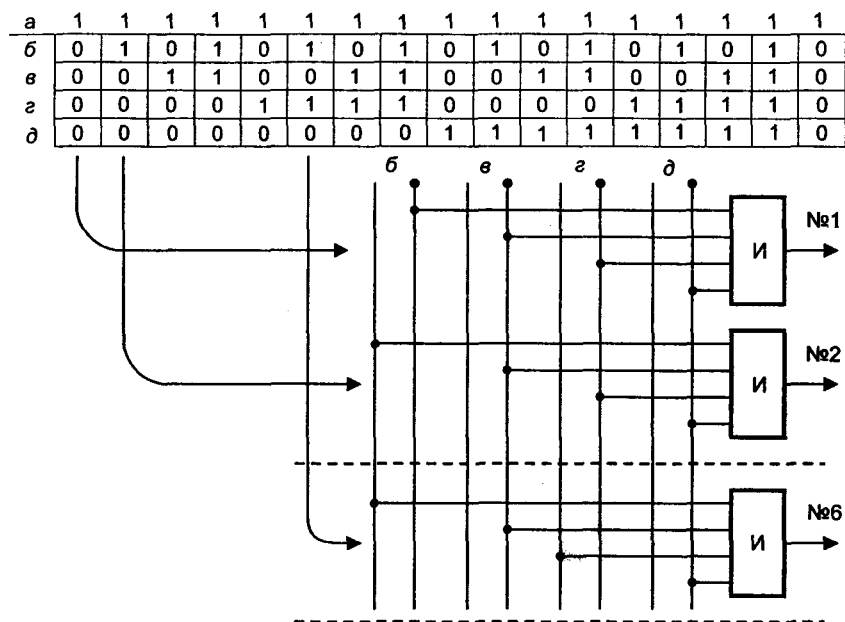 а 1 1 1 1 1 1 1 1 1 1 1 1 1 1 1 1 1
б 0 1 0 1 0 1 0 1 0 1 0 1 0 1 0 1 0
в 0 0 1 1 0 0 1 1 0 0 1 1 0 0 1 1 0
г 0 0 0 0 1 1 1 1 0 0 0 0 1 1 1 1 0
д 0 0 0 0 0 0 0 0 1 1 1 1 1 1 1 1 0
б в г д
И №1
И №2
И №6